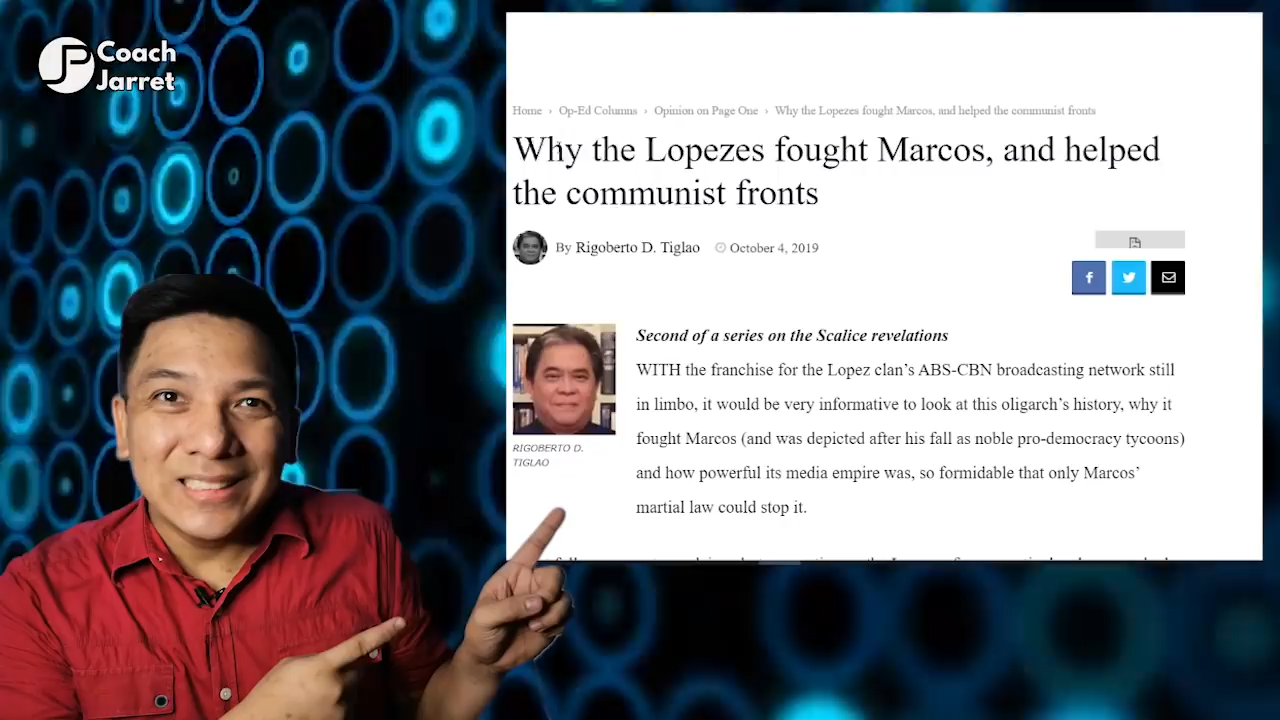 Coach
Jarret
Home › Op-Ed Columns › Opinion on Page One › Why the Lopezes fought Marcos, and helped the communist fronts
Why the Lopezes fought Marcos, and helped
the communist fronts
By Rigoberto D. Tiglao October 4, 2019
Second of a series on the Scalice revelations
WITH the franchise for the Lopez clan’s ABS-CBN broadcasting network still
in limbo, it would be very informative to look at this oligarch’s history, why it
fought Marcos (and was depicted after his fall as noble pro-democracy tycoons)
and how powerful its media empire was, so formidable that only Marcos’
martial law could stop it.
RIGOBERTO D.
TIGLAO